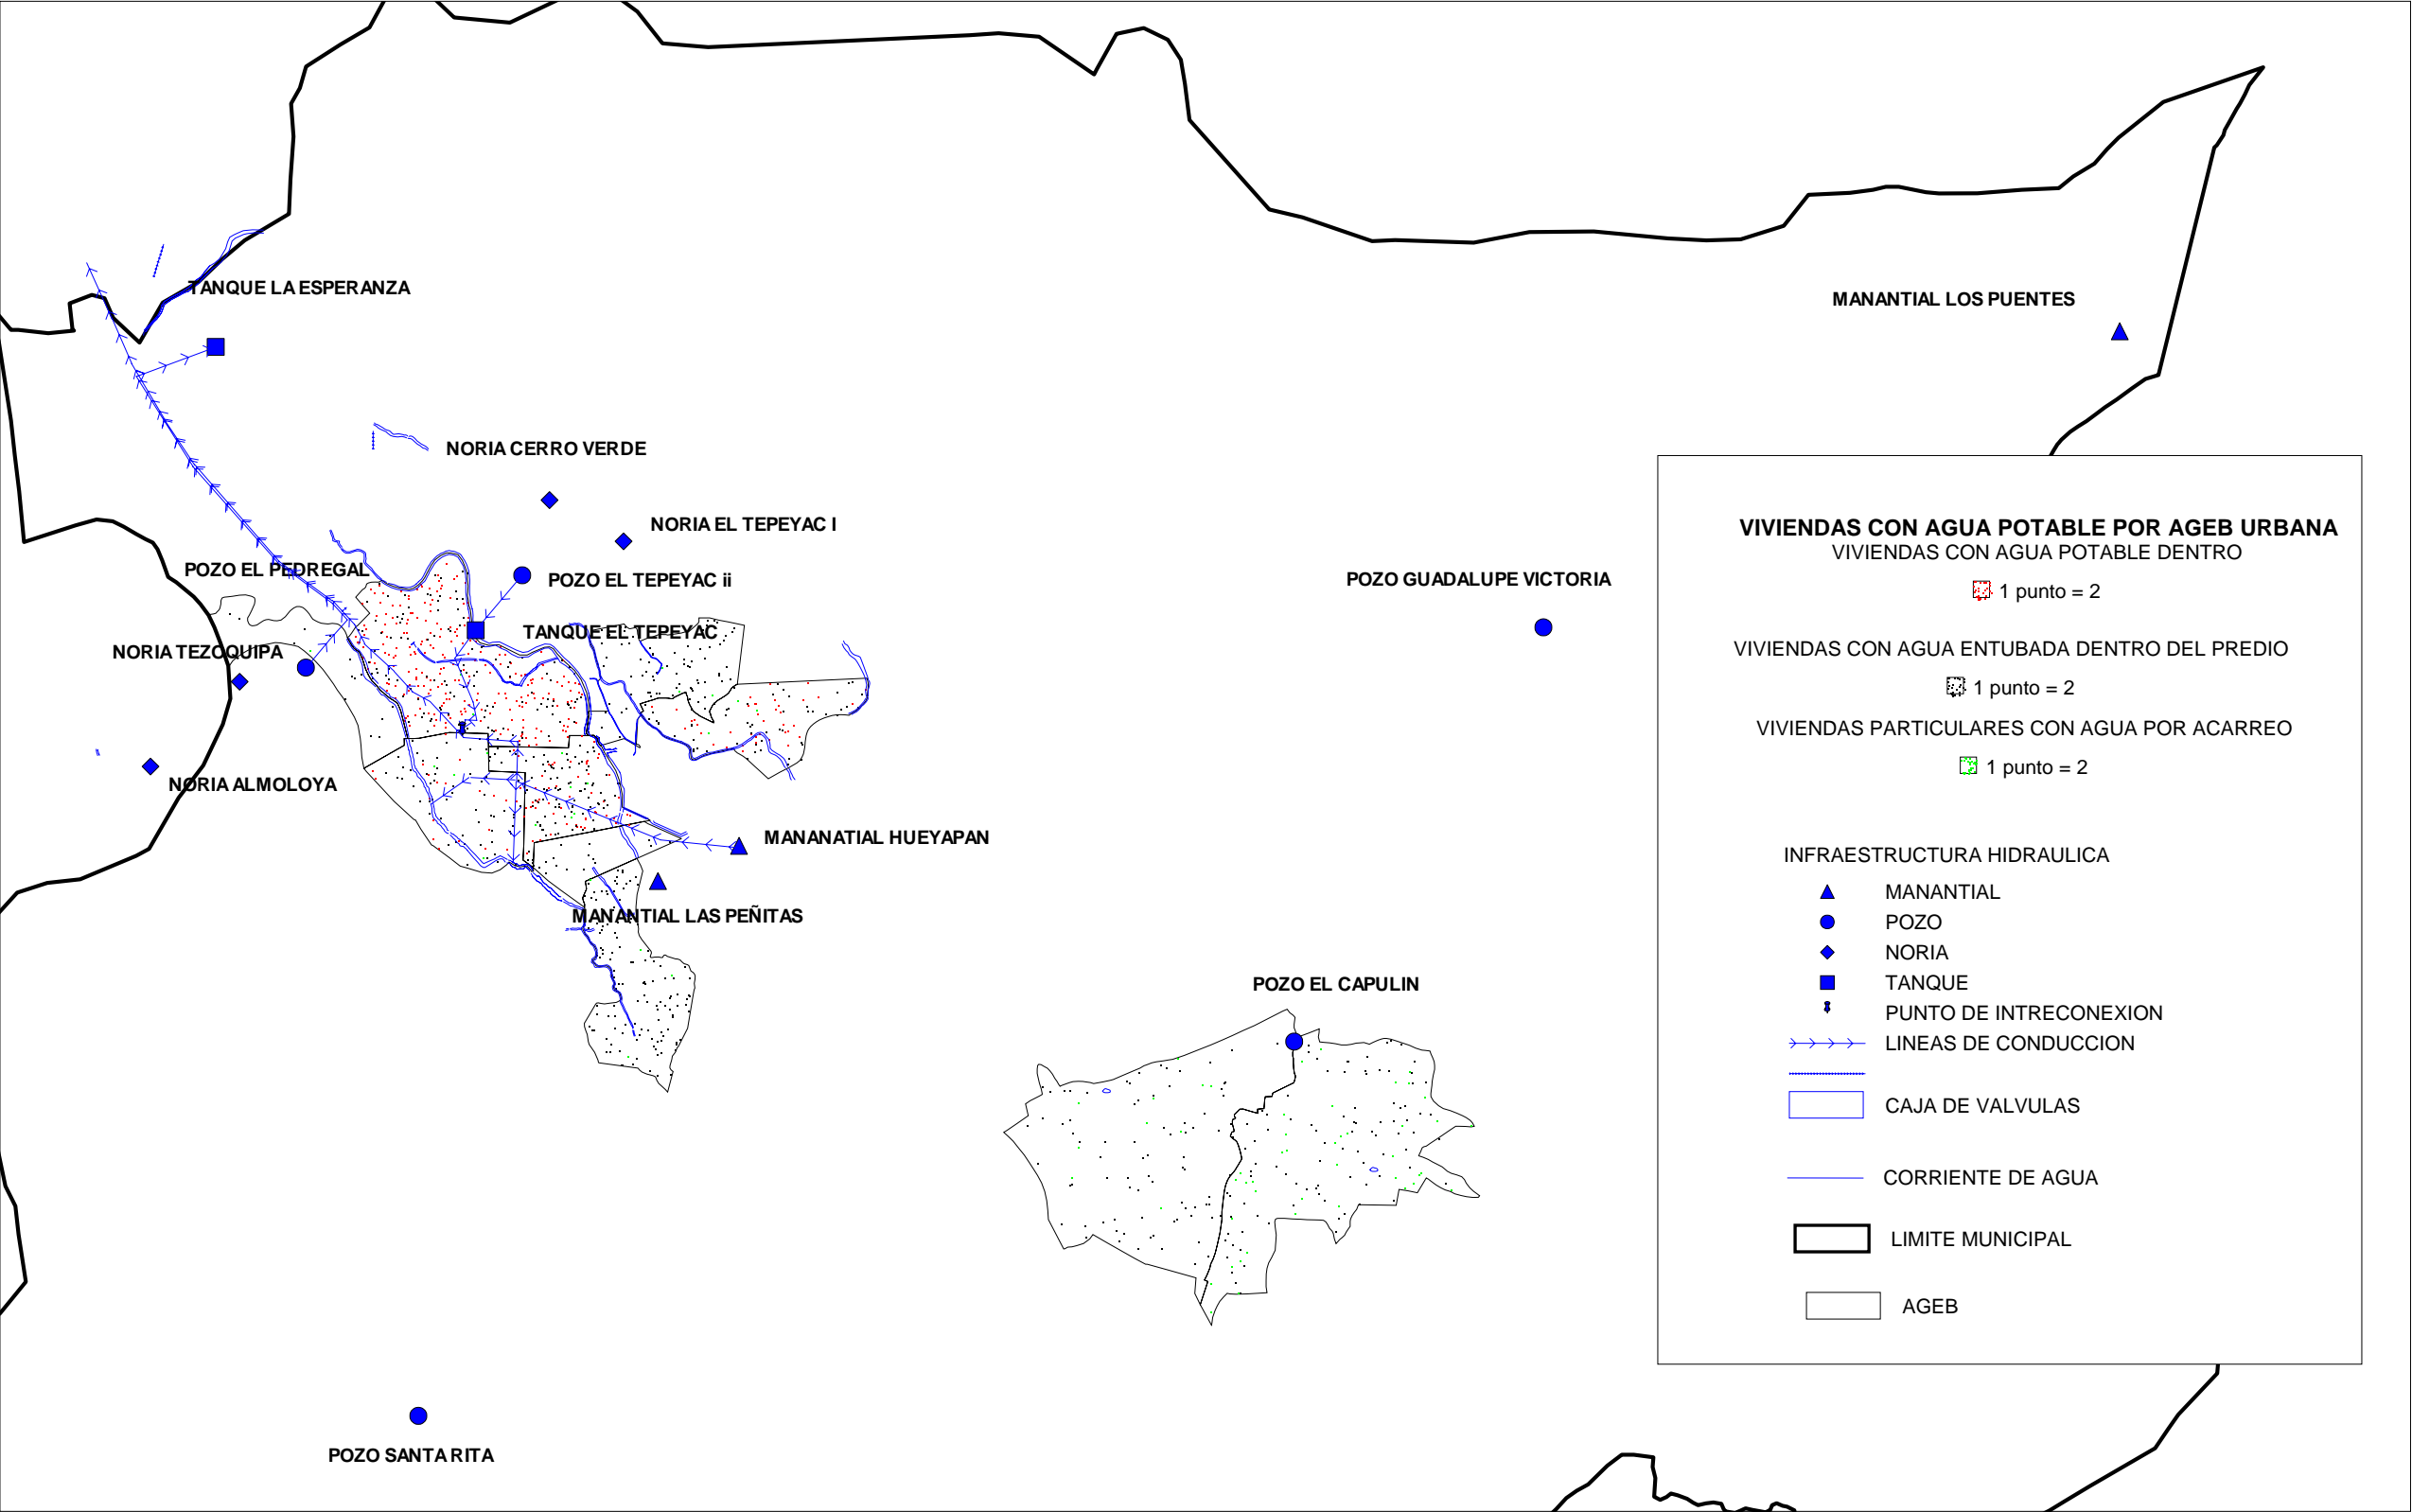 TANQUE LA ESPERANZA
MANANTIAL LOS PUENTES
NORIA CERRO VERDE
NORIA EL TEPEYAC I
POZO EL PEDREGAL
POZO EL TEPEYAC ii
POZO GUADALUPE VICTORIA
TANQUE EL TEPEYAC
NORIA TEZOQUIPA
NORIA ALMOLOYA
MANANATIAL HUEYAPAN
MANANTIAL LAS PEÑITAS
POZO EL CAPULIN
POZO SANTA RITA
VIVIENDAS CON AGUA POTABLE POR AGEB URBANA
VIVIENDAS CON AGUA POTABLE DENTRO
1 punto = 2
VIVIENDAS CON AGUA ENTUBADA DENTRO DEL PREDIO
1 punto = 2
VIVIENDAS PARTICULARES CON AGUA POR ACARREO
1 punto = 2
INFRAESTRUCTURA HIDRAULICA
MANANTIAL
POZO
NORIA
TANQUE
PUNTO DE INTRECONEXION
LINEAS DE CONDUCCION
CAJA DE VALVULAS
CORRIENTE DE AGUA
LIMITE MUNICIPAL
AGEB